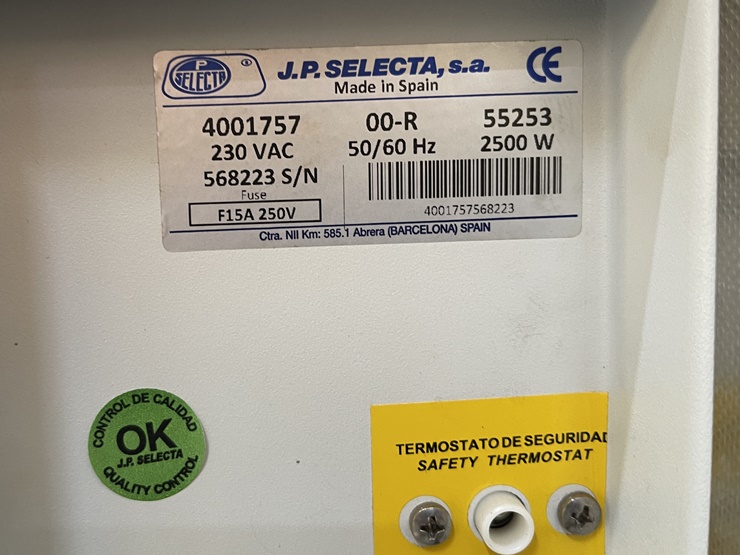 P
SELECTA ®
J.P. SELECTA, s.a.
CE
Made in Spain
4001757 00-R 55253
230 VAC 50/60 Hz 2500 W
568223 S/N
Fuse
F15A 250V
4001757568223
Ctra. NII Km: 585.1 Abrera (BARCELONA) SPAIN
CONTROL DE CALIDAD
OK
J.P. SELECTA
QUALITY CONTROL
TERMOSTATO DE SEGURIDAD
SAFETY THERMOSTAT